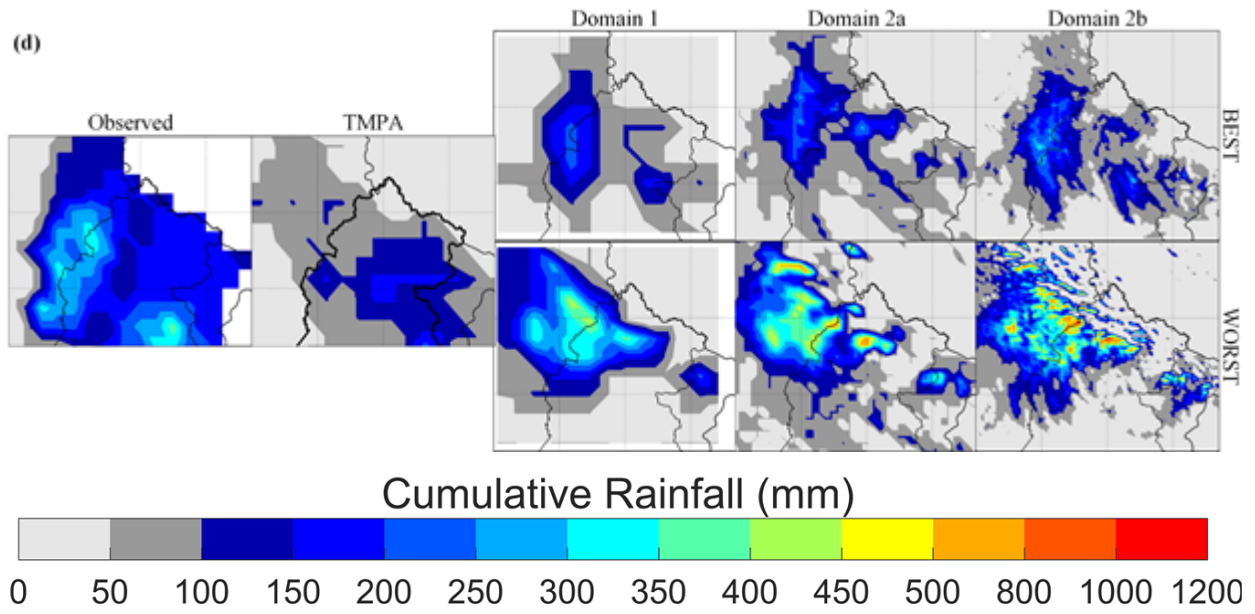 (d)
Domain 1 Domain 2a Domain 2b
Observed TMPA
BEST
WORST
Cumulative Rainfall (mm)
0 50 100 150 200 250 300 350 400 450 500 800 1000 1200